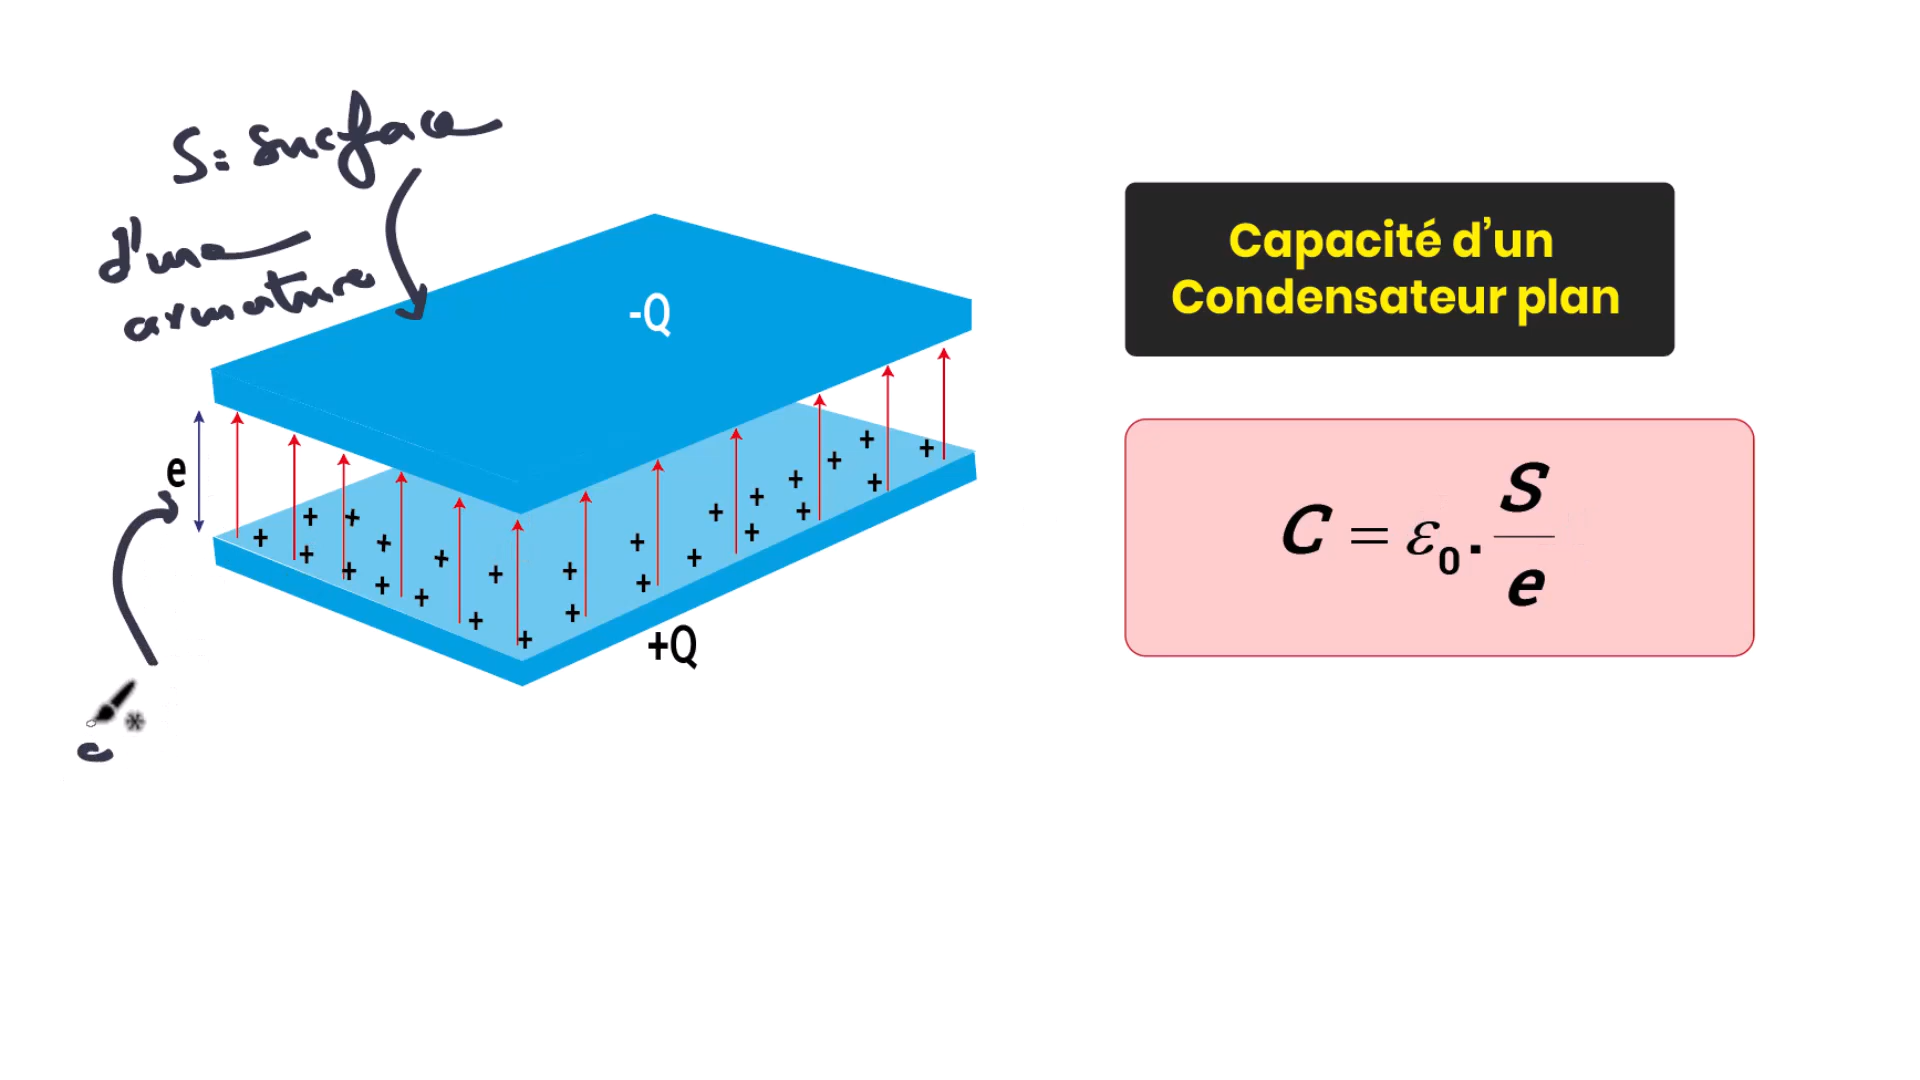 S: surface
d'une
armature
-Q
e
+Q
e
Capacité d'un
Condensateur plan
C = ε₀. S/e